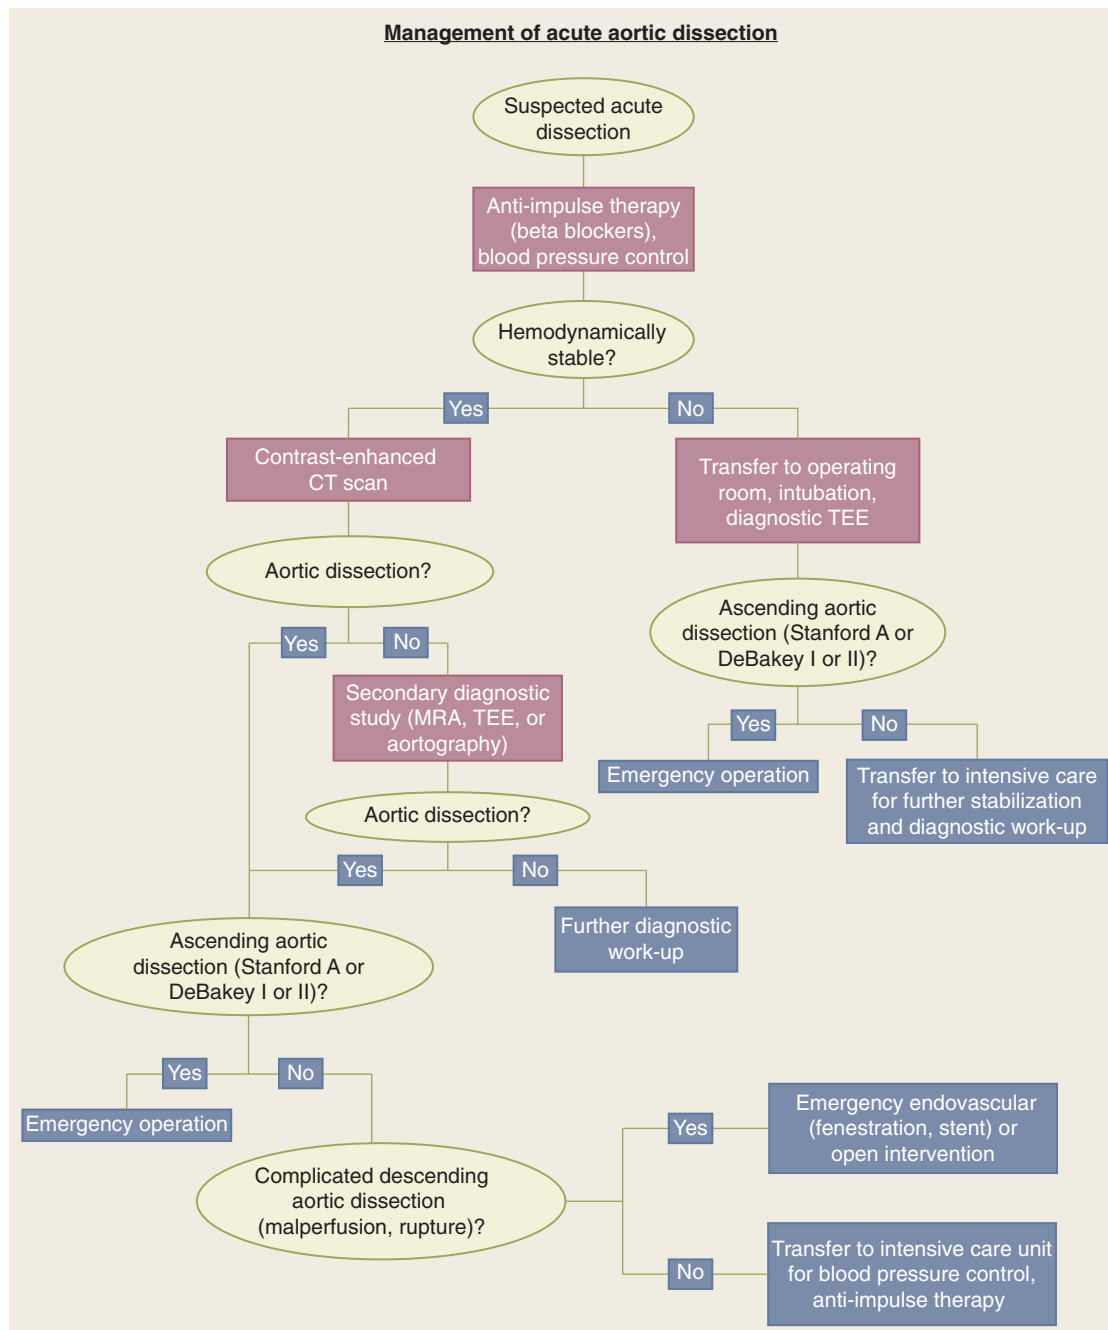 Management of acute aortic dissection
Suspected acute
dissection
Anti-impulse therapy
(beta blockers),
blood pressure control
Hemodynamically
stable?
Yes
No
Contrast-enhanced
CT scan
Transfer to operating
room, intubation,
diagnostic TEE
Aortic dissection?
Ascending aortic
dissection (Stanford A or
DeBakey I or II)?
Yes
No
Secondary diagnostic
study (MRA, TEE, or
aortography)
Yes
No
Emergency operation
Transfer to intensive care
for further stabilization
and diagnostic work-up
Aortic dissection?
Yes
No
Further diagnostic
work-up
Ascending aortic
dissection (Stanford A or
DeBakey I or II)?
Yes
No
Emergency operation
Complicated descending
aortic dissection
(malperfusion, rupture)?
Yes
Emergency endovascular
(fenestration, stent) or
open intervention
No
Transfer to intensive care unit
for blood pressure control,
anti-impulse therapy